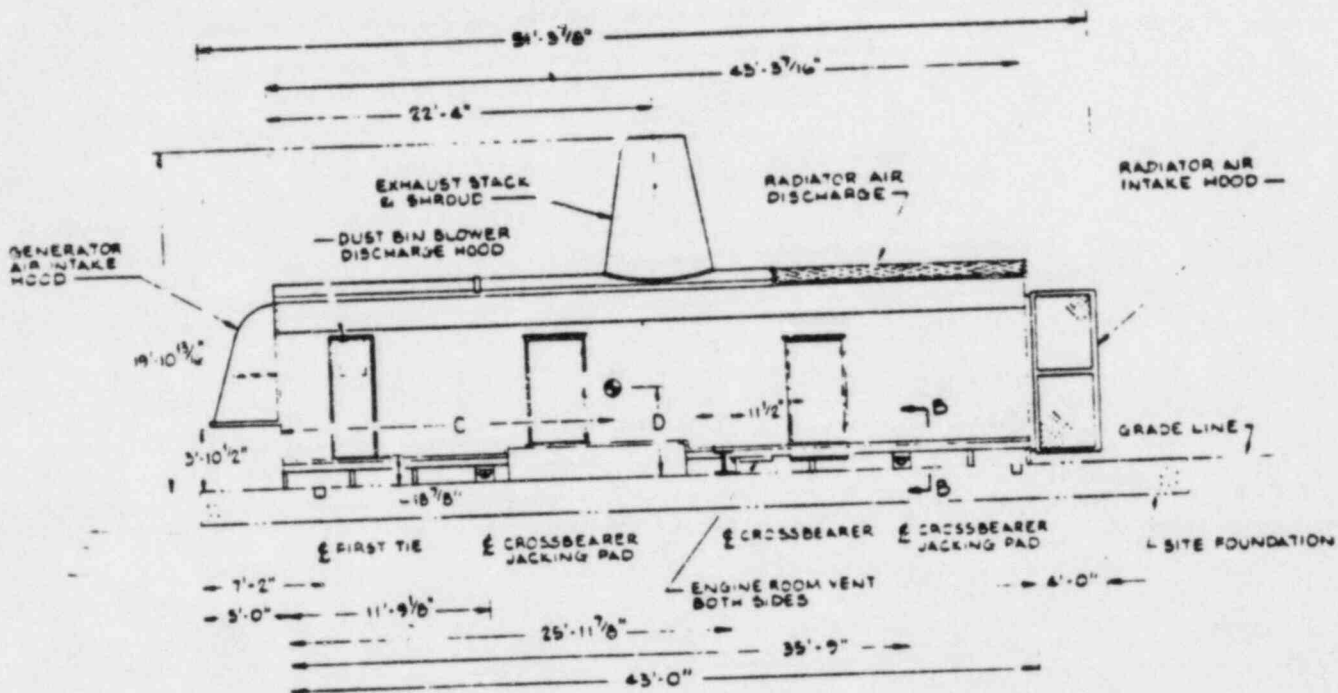 51'-3 7/8"
43'-3 7/16"
22'-4"
EXHAUST STACK
& SHROUD
RADIATOR AIR
DISCHARGE
RADIATOR AIR
INTAKE HOOD
GENERATOR
AIR INTAKE
HOOD
DUST BIN BLOWER
DISCHARGE HOOD
19'-10 13/16"
C
D
11 1/2"
B
GRADE LINE
3'-10 1/2"
18 7/8"
B
℄ FIRST TIE
℄ CROSSBEARER
JACKING PAD
℄ CROSSBEARER
℄ CROSSBEARER
JACKING PAD
SITE FOUNDATION
7'-2"
ENGINE ROOM VENT
BOTH SIDES
4'-0"
5'-0"
11'-9 1/8"
25'-11 7/8"
35'-9"
43'-0"